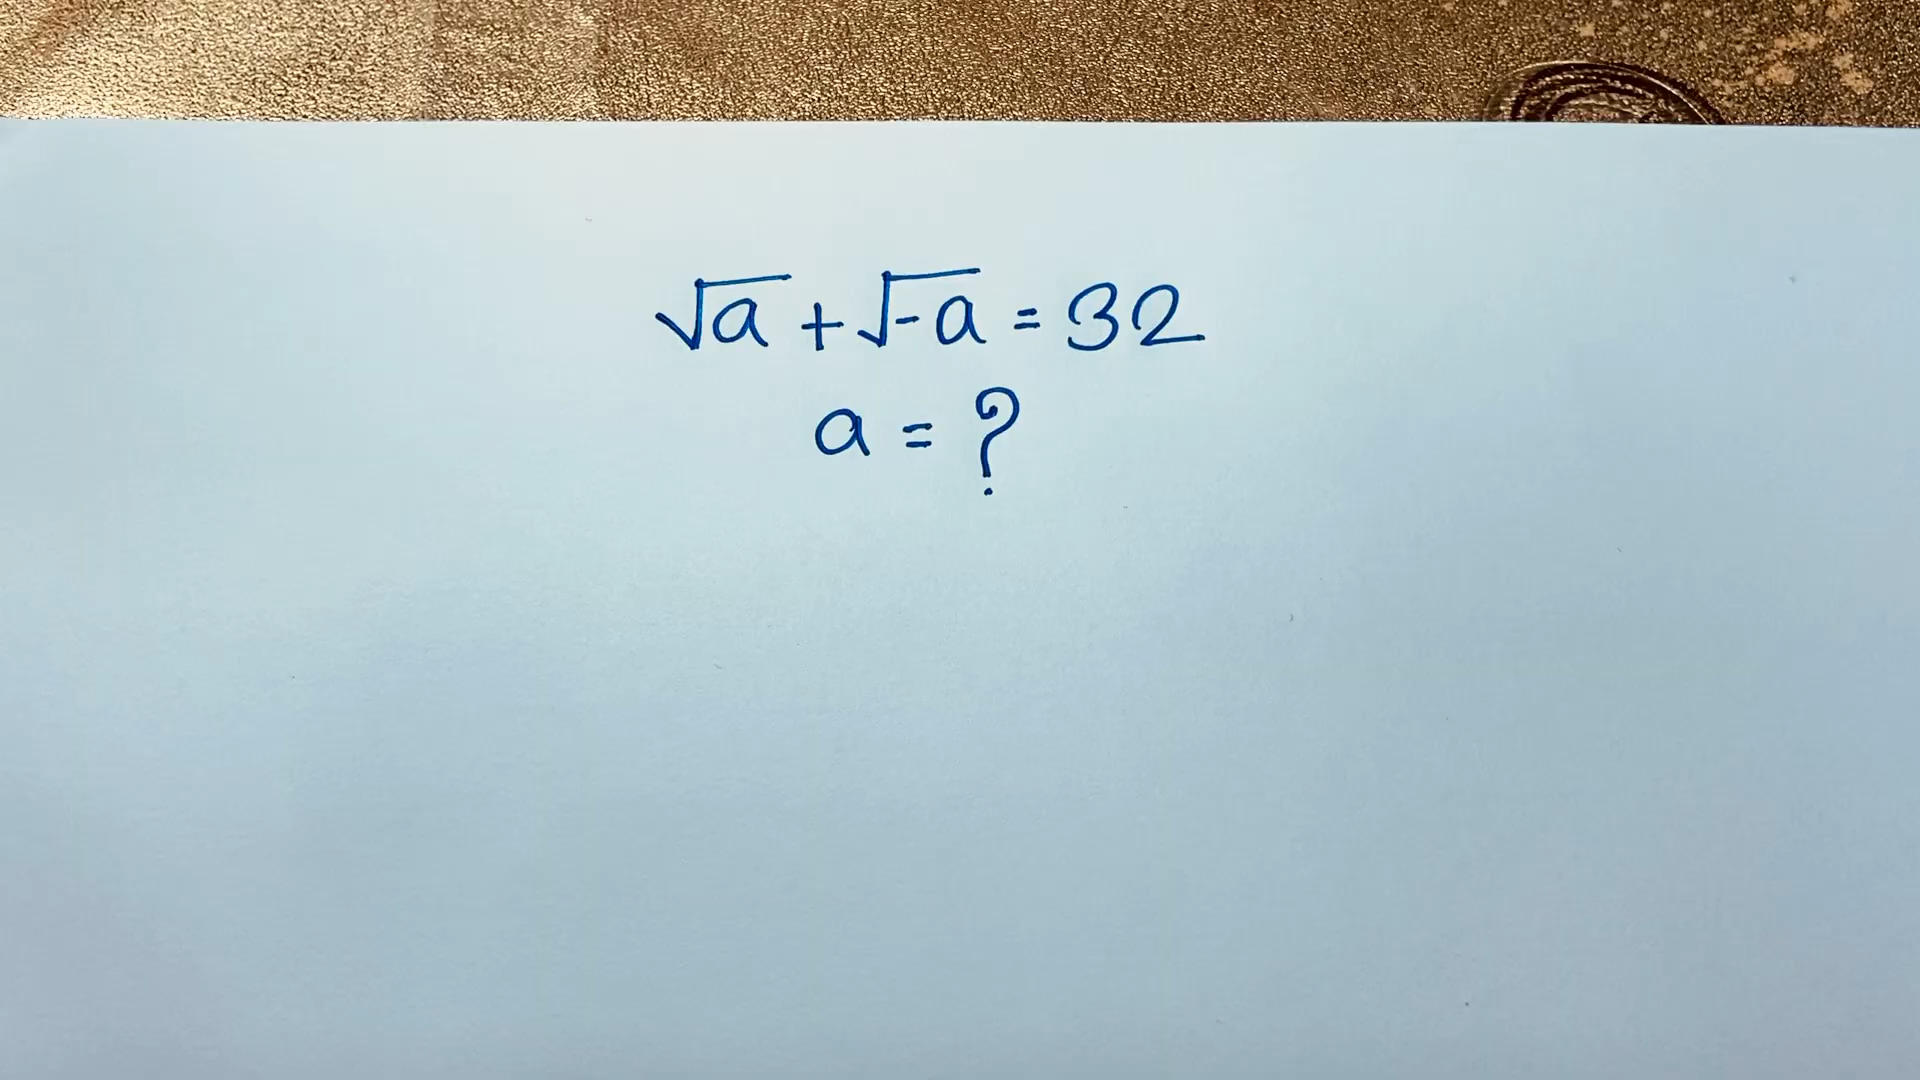 √a + √-a = 32
a = ?